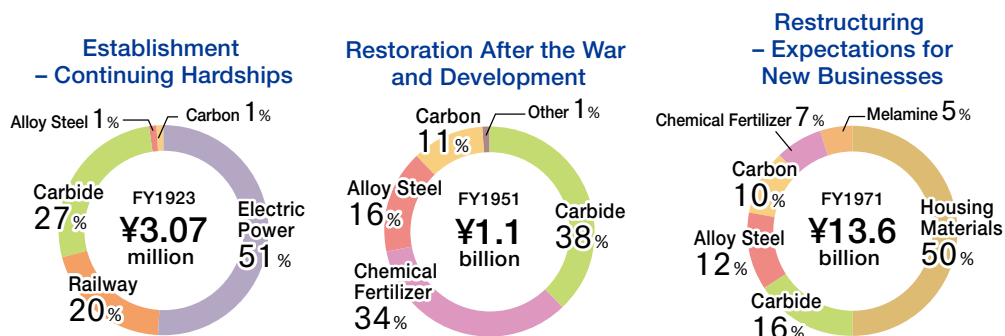 Establishment
– Continuing Hardships
Alloy Steel 1%
Carbon 1%
Carbide
27%
FY1923
¥3.07
million
Electric
Power
51%
Railway
20%
Restoration After the War
and Development
Carbon
11%
Other 1%
Alloy Steel
16%
FY1951
¥1.1
billion
Carbide
38%
Chemical
Fertilizer
34%
Restructuring
– Expectations for
New Businesses
Chemical Fertilizer 7%
Melamine 5%
Carbon
10%
FY1971
¥13.6
billion
Housing
Materials
50%
Alloy Steel
12%
Carbide
16%